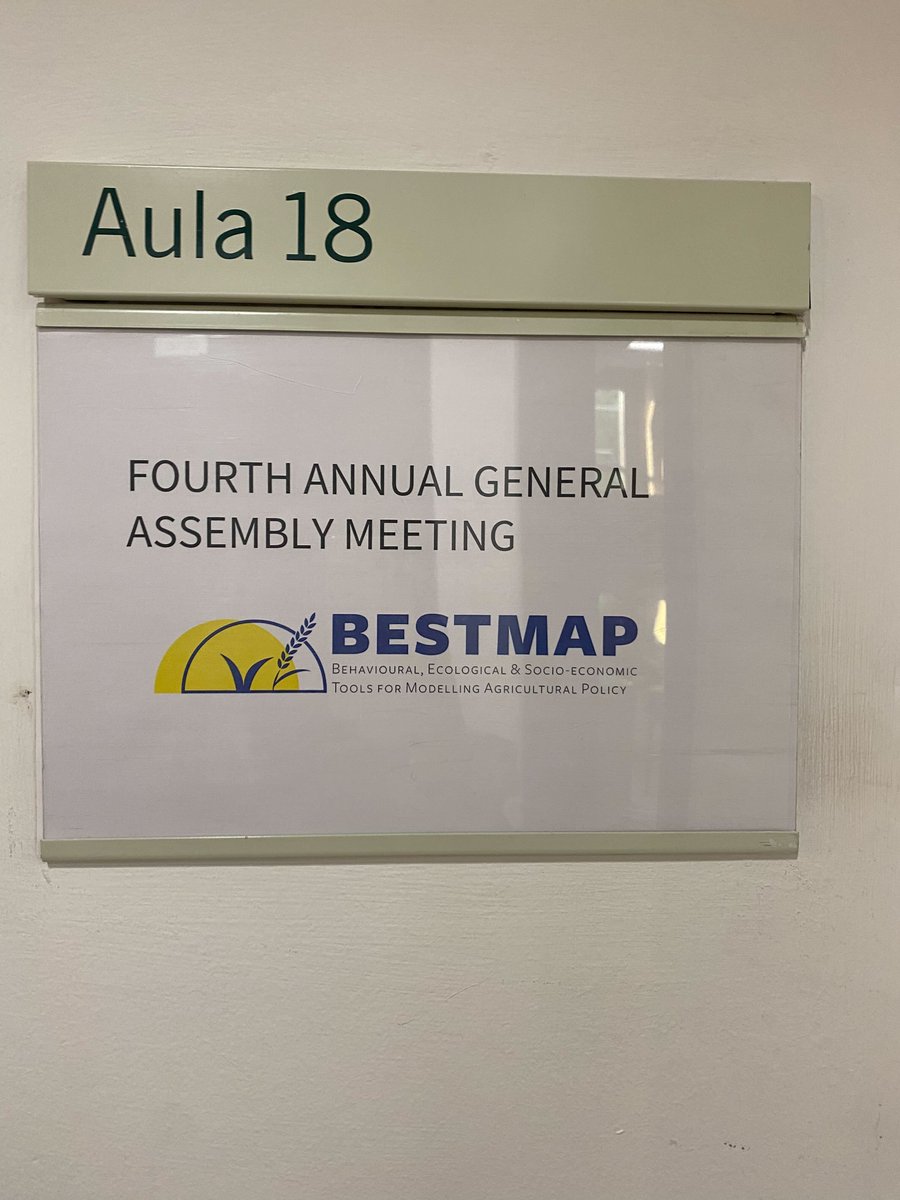 Aula 18
FOURTH ANNUAL GENERAL
ASSEMBLY MEETING
BESTMAP
BEHAVIOURAL, ECOLOGICAL & SOCIO-ECONOMIC
TOOLS FOR MODELLING AGRICULTURAL POLICY